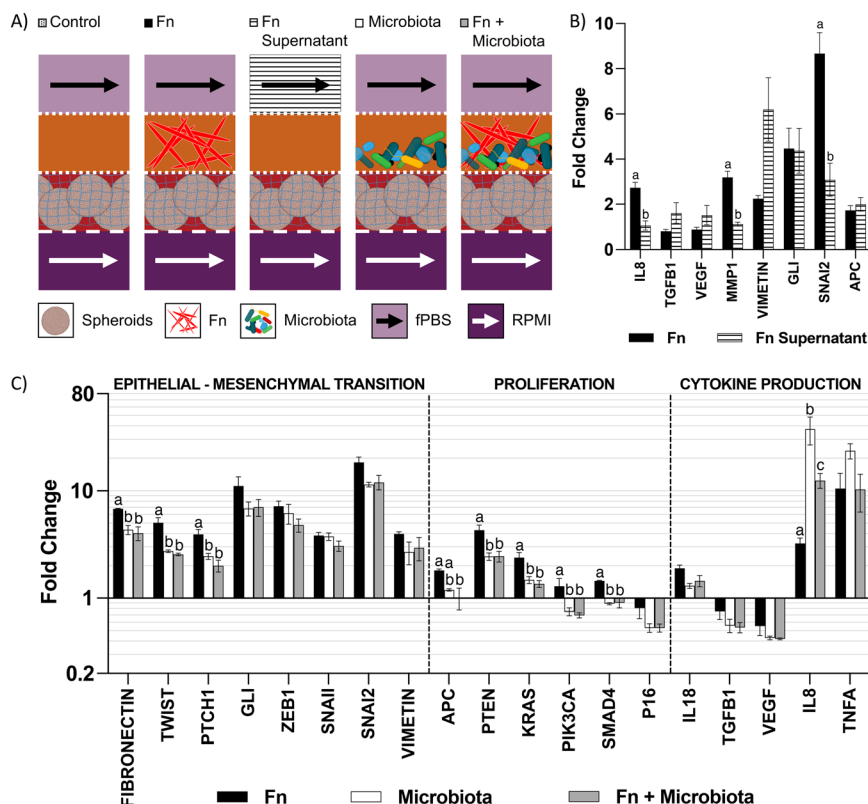 A)
Control
Fn
Fn
Supernatant
Microbiota
Fn +
Microbiota
Spheroids
Fn
Microbiota
fPBS
RPMI
B)
Fold Change
10
8
6
4
2
0
a
b
a
b
a
b
IL8
TGFB1
VEGF
MMP1
VIMETIN
GLI
SNAI2
APC
Fn
Fn Supernatant
C)
EPITHELIAL - MESENCHYMAL TRANSITION
PROLIFERATION
CYTOKINE PRODUCTION
Fold Change
80
10
1
0.2
a
b b
a
b b
a
b
b
a
b b
a
b b
a
b b
a
b b
a
b b
a
b
c
FIBRONECTIN
TWIST
PTCH1
GLI
ZEB1
SNAII
SNAI2
VIMETIN
APC
PTEN
KRAS
PIK3CA
SMAD4
P16
IL18
TGFB1
VEGF
IL8
TNFA
Fn
Microbiota
Fn + Microbiota